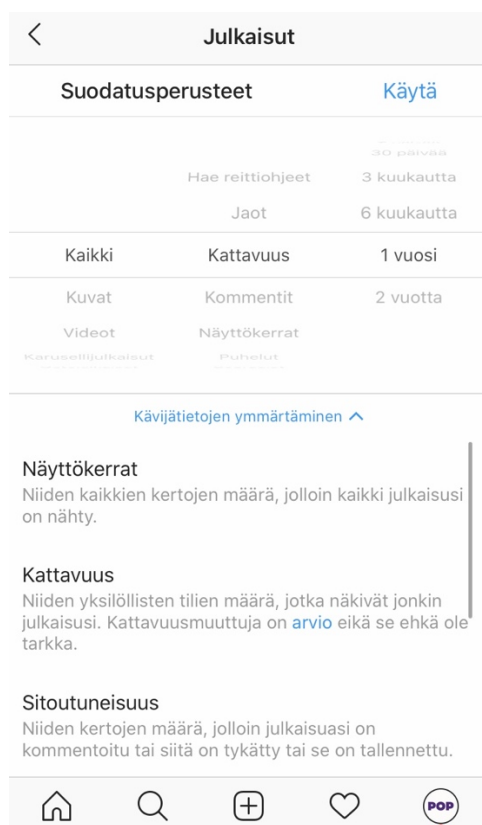 Julkaisut
Suodatusperusteet Käytä
30 päivää
Hae reittiohjeet 3 kuukautta
Jaot 6 kuukautta
Kaikki Kattavuus 1 vuosi
Kuvat Kommentit 2 vuotta
Videot Näyttökerrat
Karusellijulkaisut Puhelut
Kävijätietojen ymmärtäminen
Näyttökerrat
Niiden kaikkien kertojen määrä, jolloin kaikki julkaisusi
on nähty.
Kattavuus
Niiden yksilöllisten tilien määrä, jotka näkivät jonkin
julkaisusi. Kattavuusmuuttuja on arvio eikä se ehkä ole
tarkka.
Sitoutuneisuus
Niiden kertojen määrä, jolloin julkaisuasi on
kommentoitu tai siitä on tykätty tai se on tallennettu.
POP